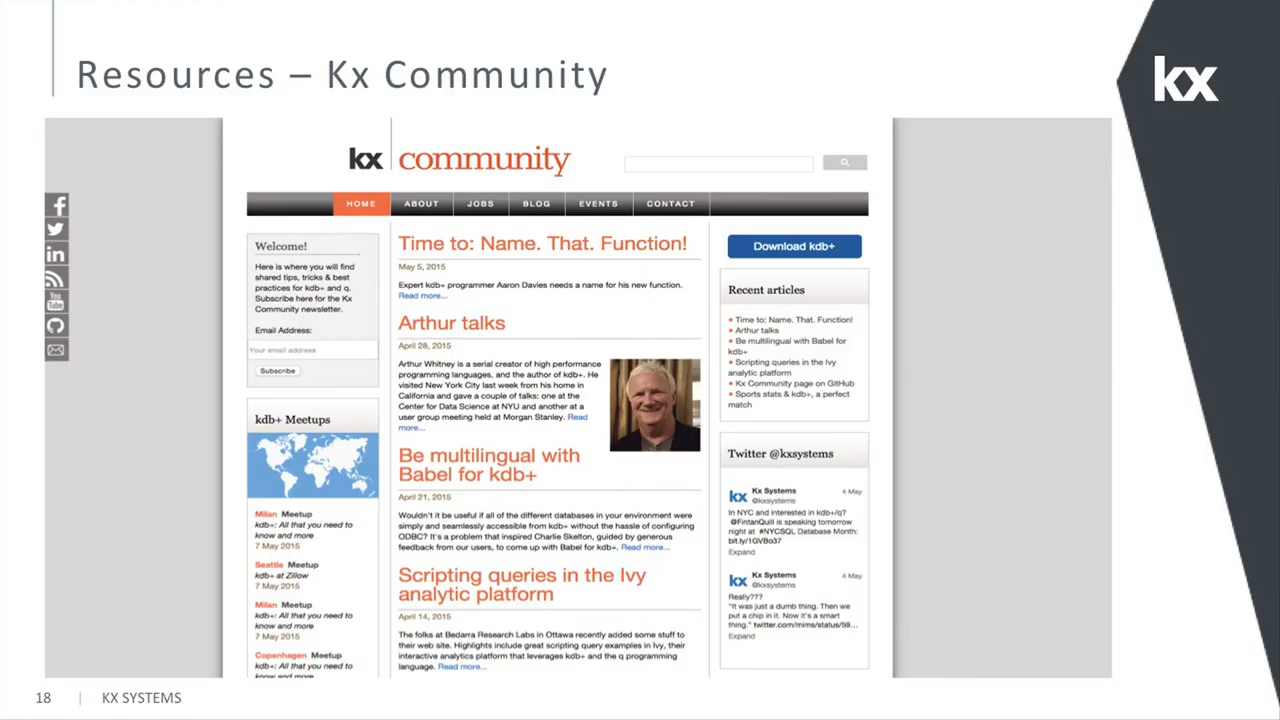 Resources – Kx Community
kx
kx community
HOME ABOUT JOBS BLOG EVENTS CONTACT
Welcome!
Here is where you will find
shared tips, tricks & best
practices for kdb+ and q.
Subscribe here for the Kx
Community newsletter.
Email Address:
Your email address
Subscribe
kdb+ Meetups
Milan Meetup
kdb+: All that you need to
know and more
7 May 2015
Seattle Meetup
kdb+ at Zillow
7 May 2015
Milan Meetup
kdb+: All that you need to
know and more
7 May 2015
Copenhagen Meetup
kdb+: All that you need to
know and more
Time to: Name. That. Function!
May 5, 2015
Expert kdb+ programmer Aaron Davies needs a name for his new function.
Read more...
Arthur talks
April 28, 2015
Arthur Whitney is a serial creator of high performance
programming languages, and the author of kdb+. He
visited New York City last week from his home in
California and gave a couple of talks: one at the
Center for Data Science at NYU and another at a
user group meeting held at Morgan Stanley. Read
more...
Be multilingual with
Babel for kdb+
April 21, 2015
Wouldn't it be useful if all of the different databases in your environment were
simply and seamlessly accessible from kdb+ without the hassle of configuring
ODBC? It's a problem that inspired Charlie Skelton, guided by generous
feedback from our users, to come up with Babel for kdb+. Read more...
Scripting queries in the Ivy
analytic platform
April 14, 2015
The folks at Bedarra Research Labs in Ottawa recently added some stuff to
their web site. Highlights include great scripting query examples in Ivy, their
interactive analytics platform that leverages kdb+ and the q programming
language. Read more...
Download kdb+
Recent articles
Time to: Name. That. Function!
Arthur talks
Be multilingual with Babel for
kdb+
Scripting queries in the Ivy
analytic platform
Kx Community page on GitHub
Sports stats & kdb+, a perfect
match
Twitter @kxsystems
kx Kx Systems 4 May
@kxsystems
In NYC and interested in kdb+/q?
@FintanQuill is speaking tomorrow
night at #NYCSQL Database Month:
bit.ly/1GVBo37
Expand
kx Kx Systems 4 May
@kxsystems
Really???
"It was just a dumb thing. Then we
put a chip in it. Now it's a smart
thing." twitter.com/mims/status/59...
Expand
You
Tube
18 | KX SYSTEMS